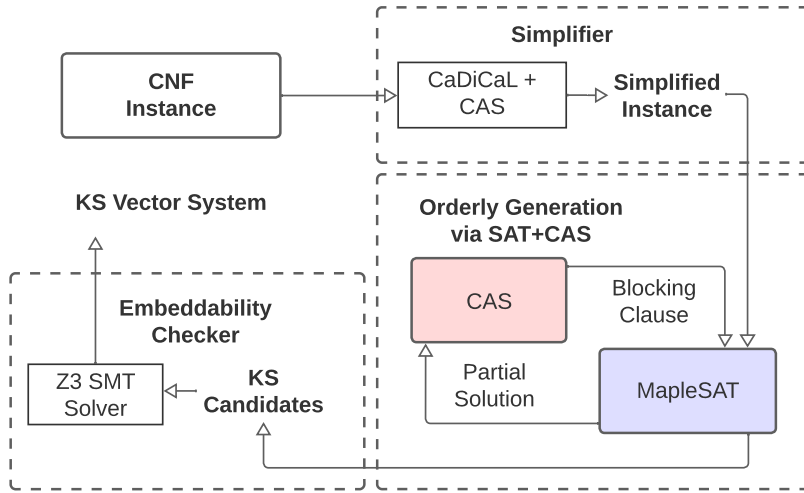 Simplifier
CNF
Instance
CaDiCaL +
CAS
Simplified
Instance
KS Vector System
Orderly Generation
via SAT+CAS
CAS
Blocking
Clause
Embeddability
Checker
Z3 SMT
Solver
KS
Candidates
Partial
Solution
MapleSAT